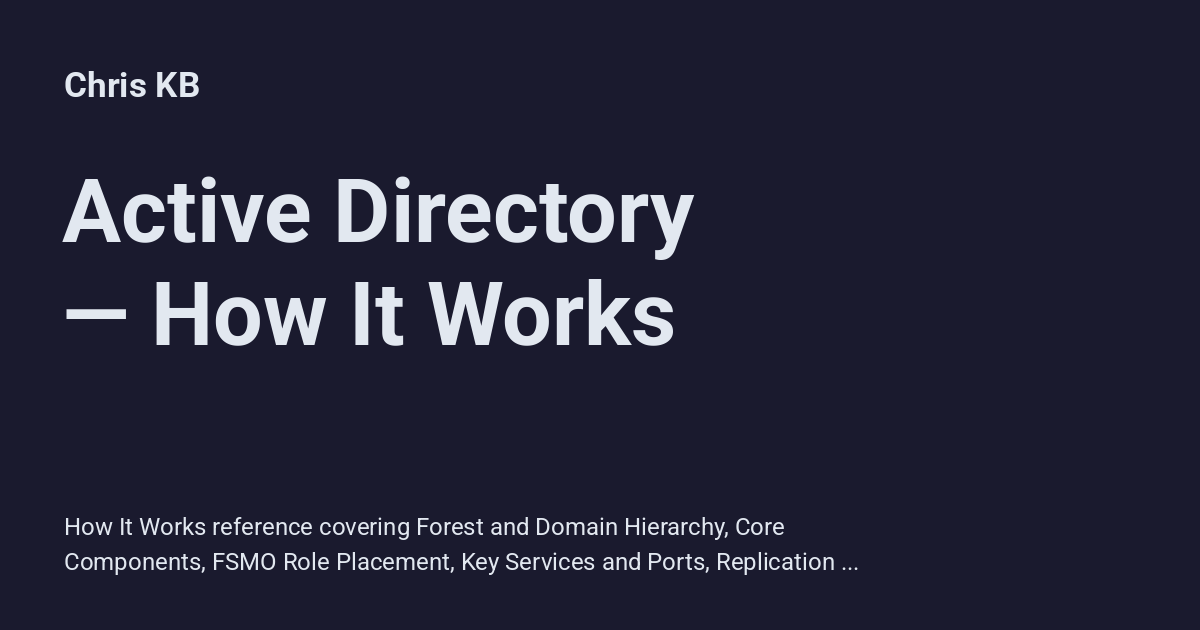 Chris KB
Active Directory
— How It Works
How It Works reference covering Forest and Domain Hierarchy, Core
Components, FSMO Role Placement, Key Services and Ports, Replication ...